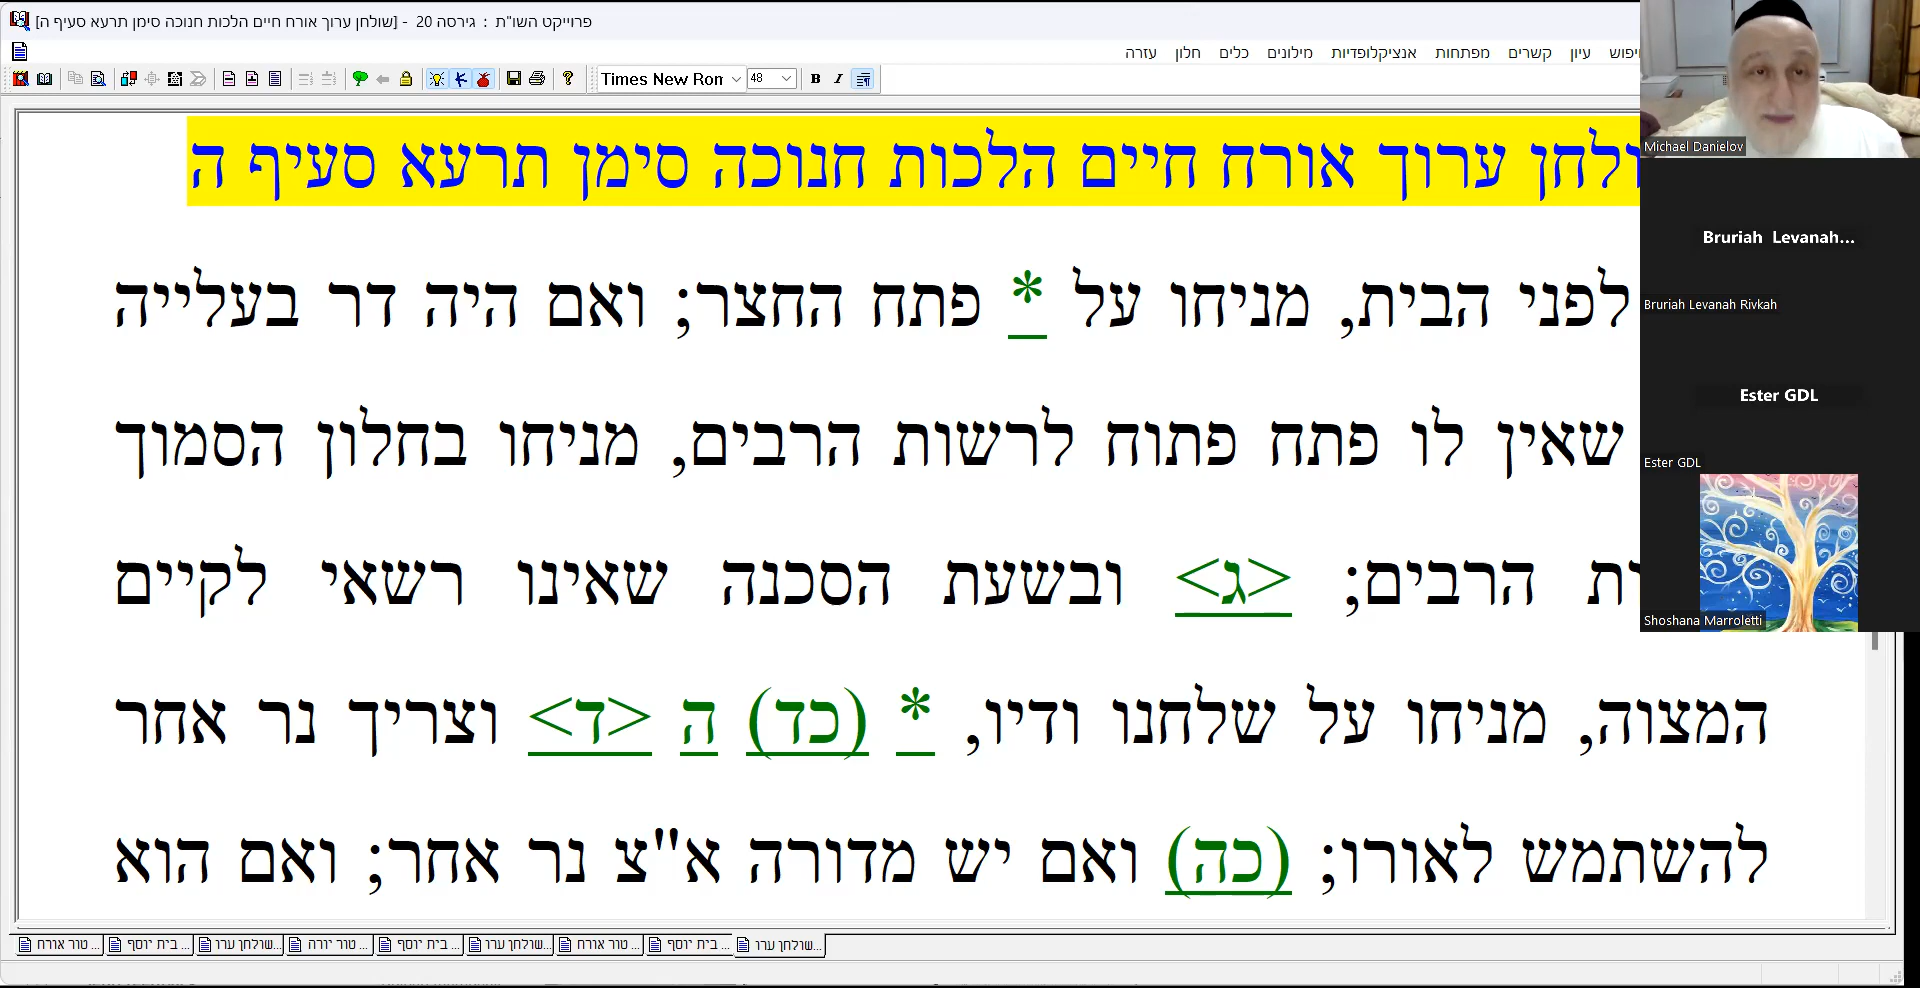 פרוייקט השו"ת : גירסה 20 - [שולחן ערוך אורח חיים הלכות חנוכה סימן תרעא סעיף ה]
עיון קשרים מפתחות אנציקלופדיות מילונים כלים חלון עזרה
Times New Ron 48 B I
ערוך אורח חיים הלכות חנוכה סימן תרעא סעיף ה
לפני הבית, מניחו על * פתח החצר; ואם היה דר בעלייה
שאין לו פתח פתוח לרשות הרבים, מניחו בחלון הסמוך
הרבים; <ג> ובשעת הסכנה שאינו רשאי לקיים
המצוה, מניחו על שלחנו ודיו, * (כד) ה <ד> וצריך נר אחר
להשתמש לאורו; (כה) ואם יש מדורה א"צ נר אחר; ואם הוא
Michael Danielov
Bruriah Levanah...
Bruriah Levanah Rivkah
Ester GDL
Ester GDL
Shoshana Marroletti
שולחן ערו... בית יוסף ... טור אורח ... שולחן ערו... בית יוסף ... טור יורה ... שולחן ערו... בית יוסף ... טור אורח ...